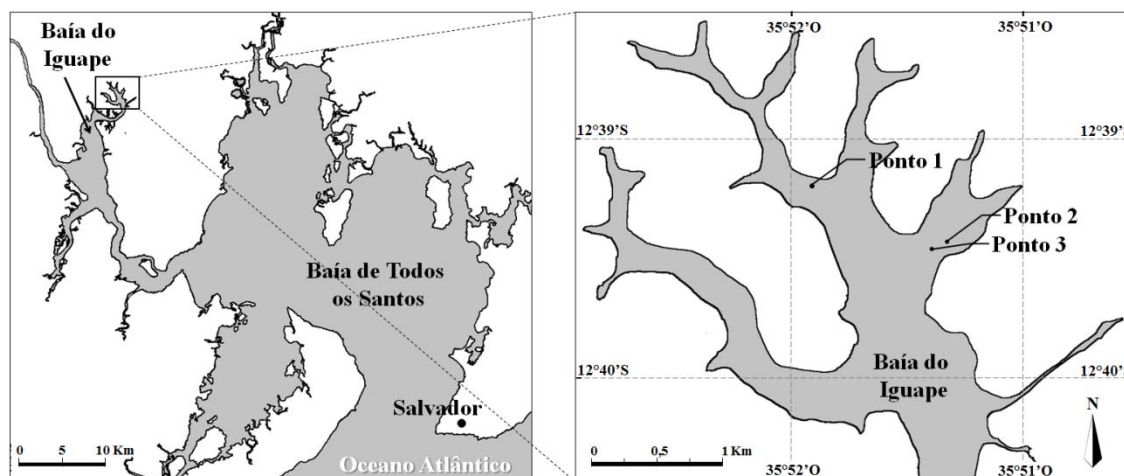 Baía do
Iguape
Baía de Todos
os Santos
Salvador
Oceano Atlântico
0 5 10 Km
35°52’O 35°51’O
12°39’S 12°39’S
Ponto 1
Ponto 2
Ponto 3
Baía do
Iguape
12°40’S 12°40’S
N
0 0,5 1 Km
35°52’O 35°51’O